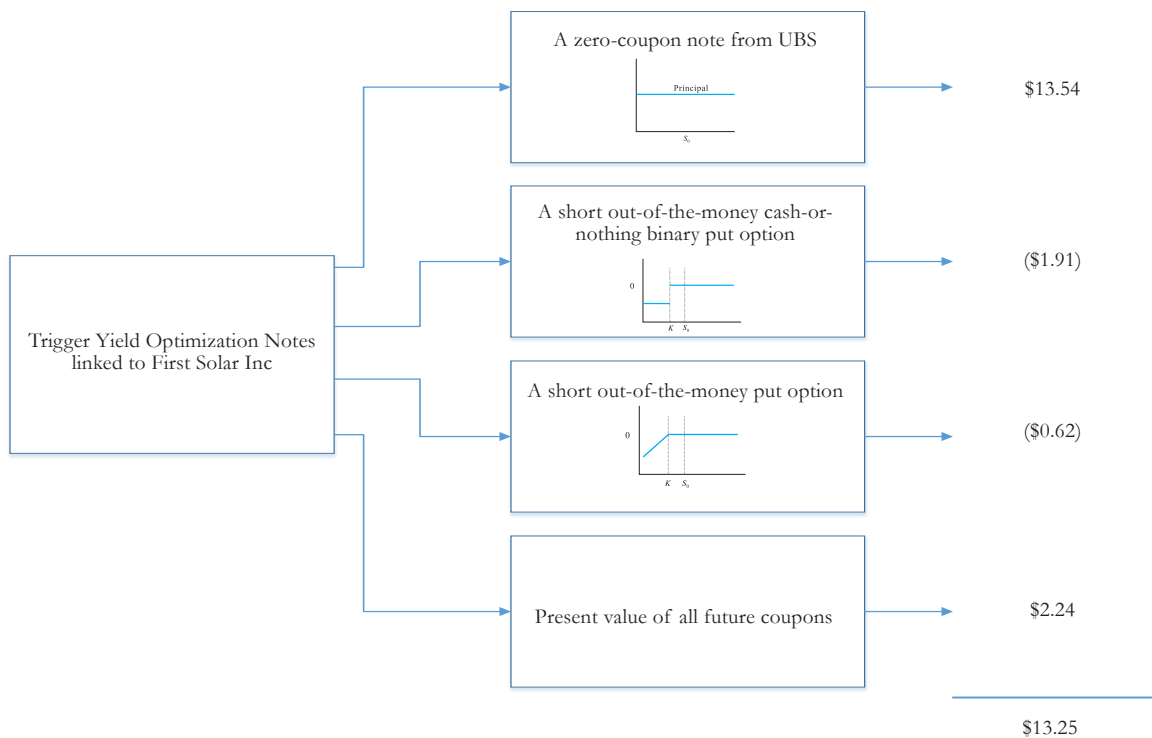 A zero-coupon note from UBS
Principal
S₀
$13.54
A short out-of-the-money cash-or-
nothing binary put option
0
K S₀
($1.91)
Trigger Yield Optimization Notes
linked to First Solar Inc
A short out-of-the-money put option
0
K S₀
($0.62)
Present value of all future coupons
$2.24
$13.25